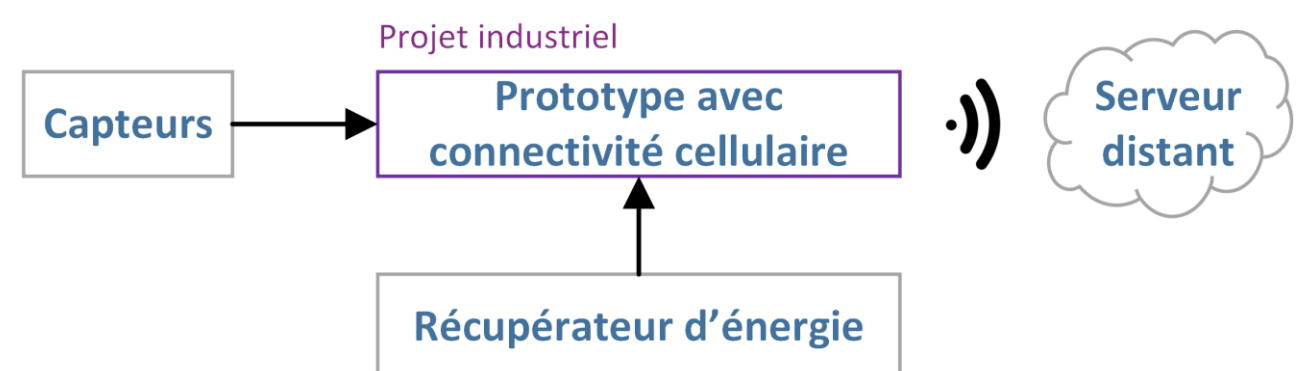 Projet industriel
Capteurs
Prototype avec
connectivité cellulaire
Serveur
distant
Récupérateur d’énergie